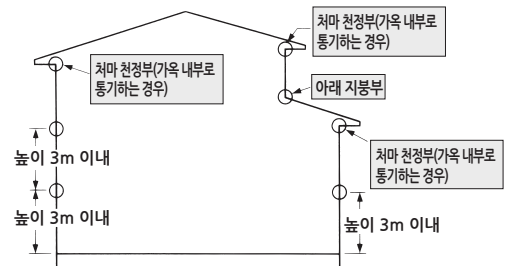 처마 천정부(가옥 내부로
통기하는 경우)
처마 천정부(가옥 내부로
통기하는 경우)
아래 지붕부
처마 천정부(가옥 내부로
통기하는 경우)
높이 3m 이내
높이 3m 이내
높이 3m 이내